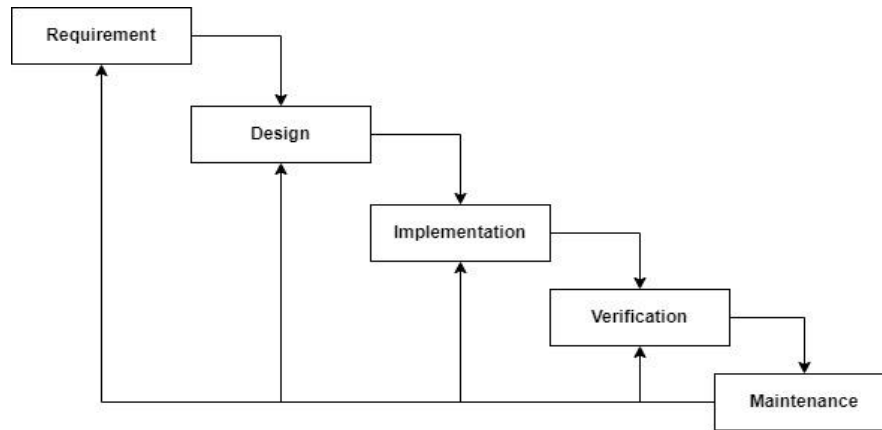 Requirement
Design
Implementation
Verification
Maintenance